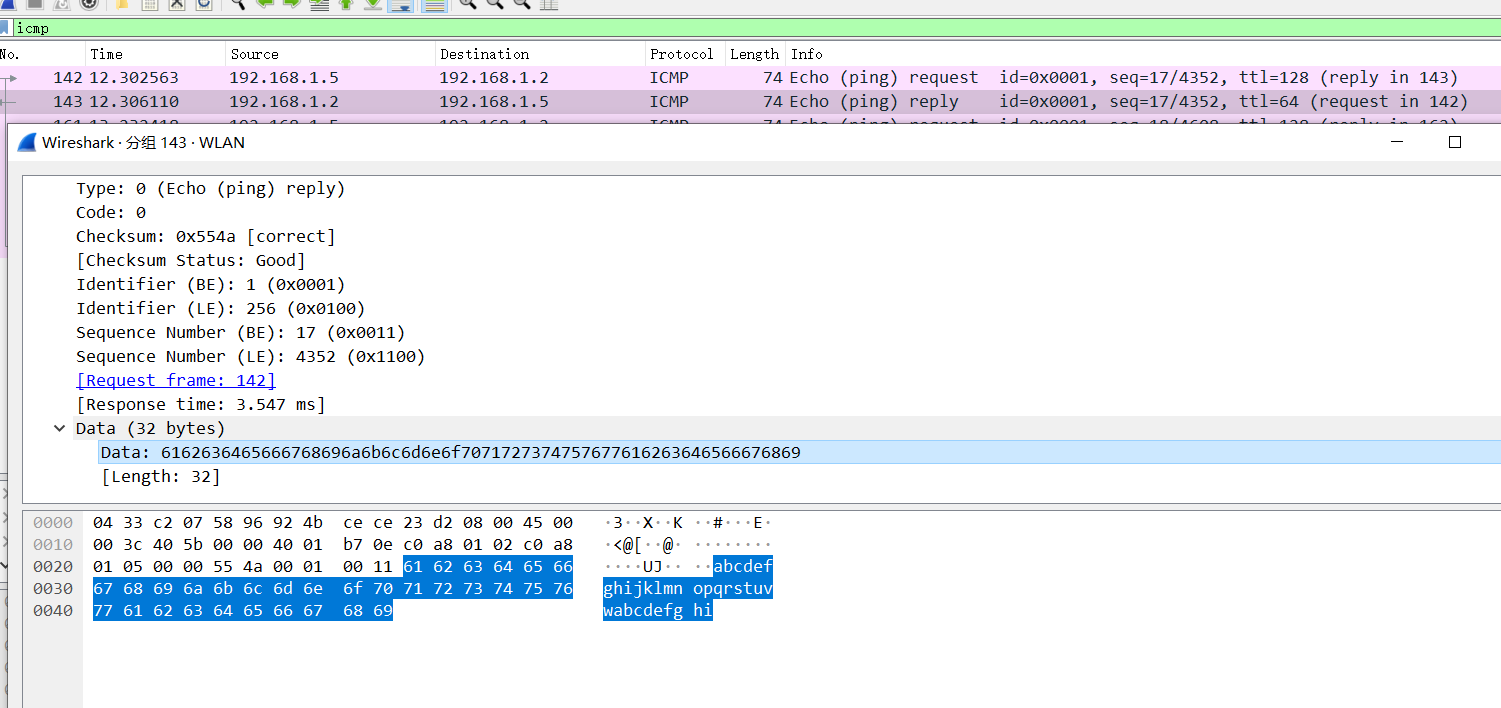 icmp
No. Time Source Destination Protocol Length Info
142 12.302563 192.168.1.5 192.168.1.2 ICMP 74 Echo (ping) request id=0x0001, seq=17/4352, ttl=128 (reply in 143)
143 12.306110 192.168.1.2 192.168.1.5 ICMP 74 Echo (ping) reply id=0x0001, seq=17/4352, ttl=64 (request in 142)
Wireshark · 分组 143 · WLAN
Type: 0 (Echo (ping) reply)
Code: 0
Checksum: 0x554a [correct]
[Checksum Status: Good]
Identifier (BE): 1 (0x0001)
Identifier (LE): 256 (0x0100)
Sequence Number (BE): 17 (0x0011)
Sequence Number (LE): 4352 (0x1100)
[Request frame: 142]
[Response time: 3.547 ms]
Data (32 bytes)
Data: 6162636465666768696a6b6c6d6e6f7071727374757677616263646566676869
[Length: 32]
0000 04 33 c2 07 58 96 92 4b ce ce 23 d2 08 00 45 00 ·3··X··K ··#···E·
0010 00 3c 40 5b 00 00 40 01 b7 0e c0 a8 01 02 c0 a8 ·<@[··@· ········
0020 01 05 00 00 55 4a 00 01 00 11 61 62 63 64 65 66 ····UJ·· ··abcdef
0030 67 68 69 6a 6b 6c 6d 6e 6f 70 71 72 73 74 75 76 ghijklmn opqrstuv
0040 77 61 62 63 64 65 66 67 68 69 wabcdefg hi